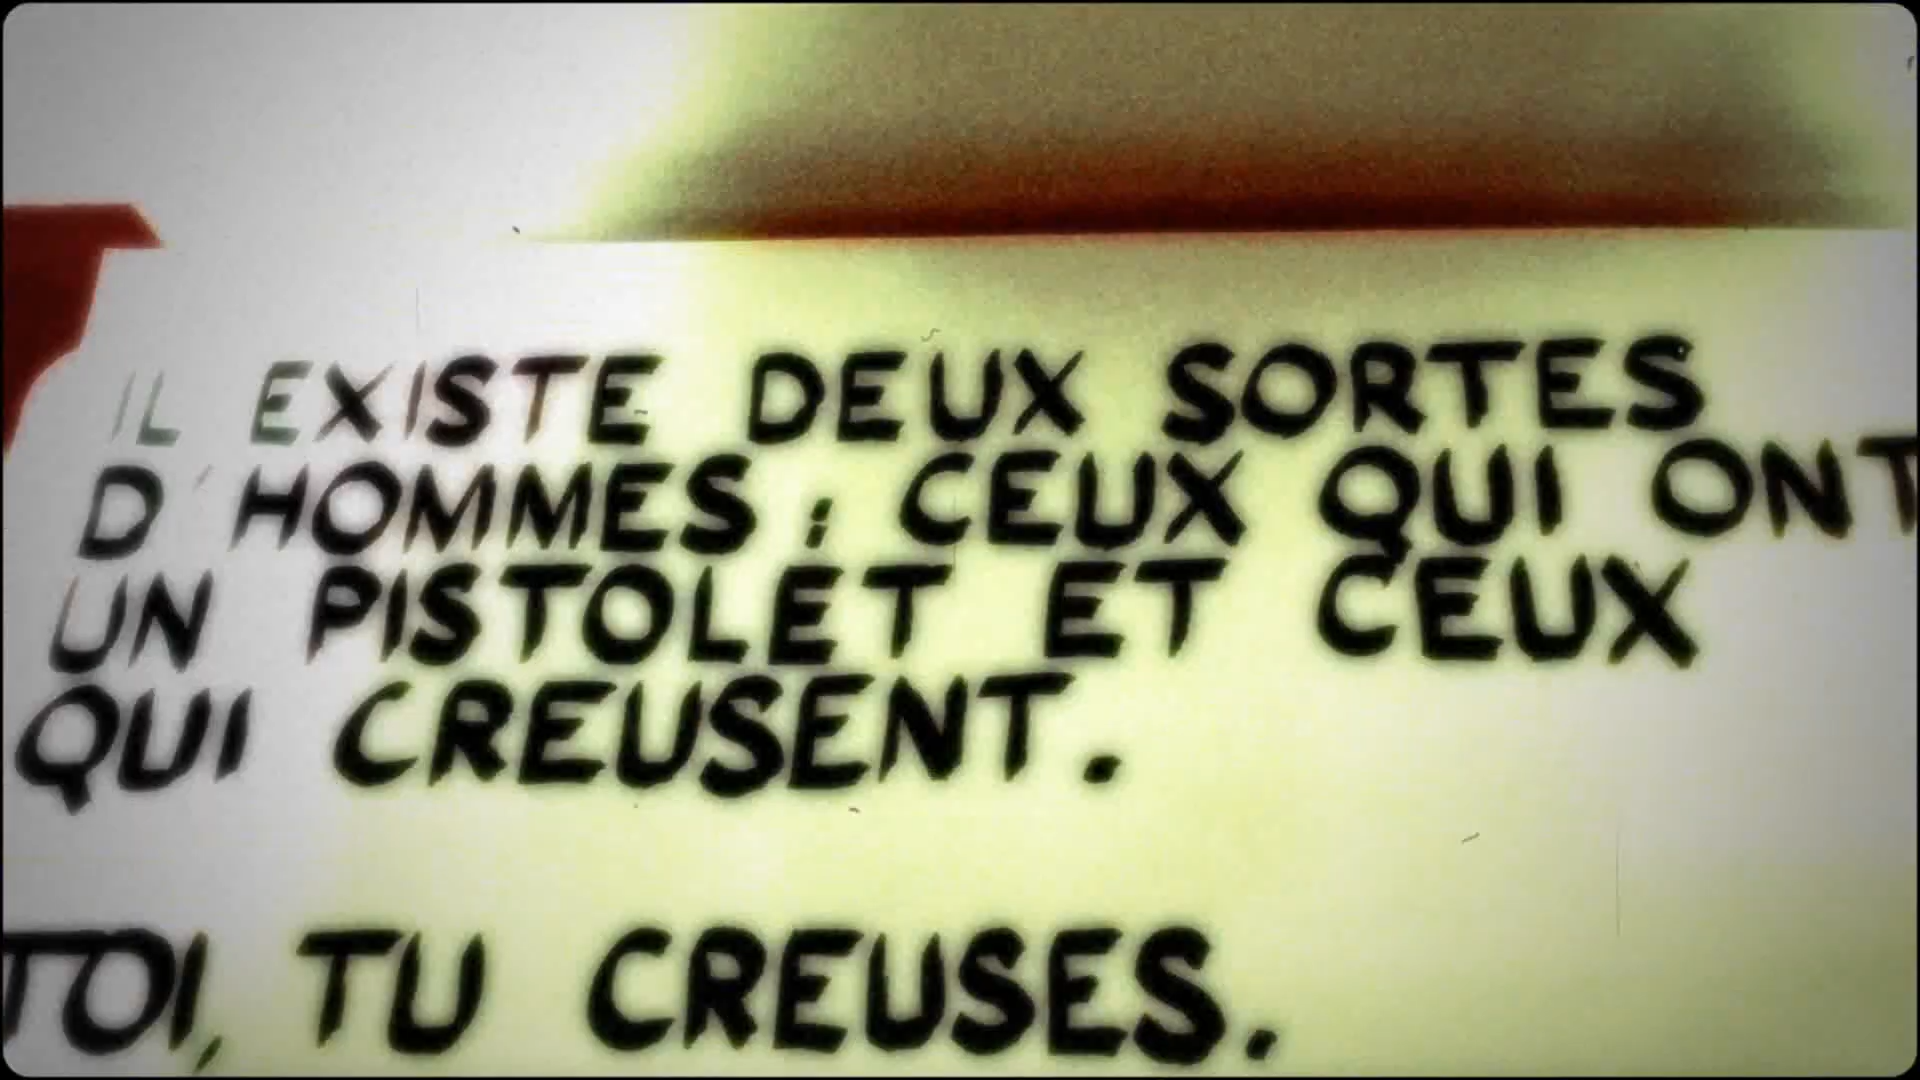 IL EXISTE DEUX SORTES
D'HOMMES : CEUX QUI ONT
UN PISTOLET ET CEUX
QUI CREUSENT.
TOI, TU CREUSES.